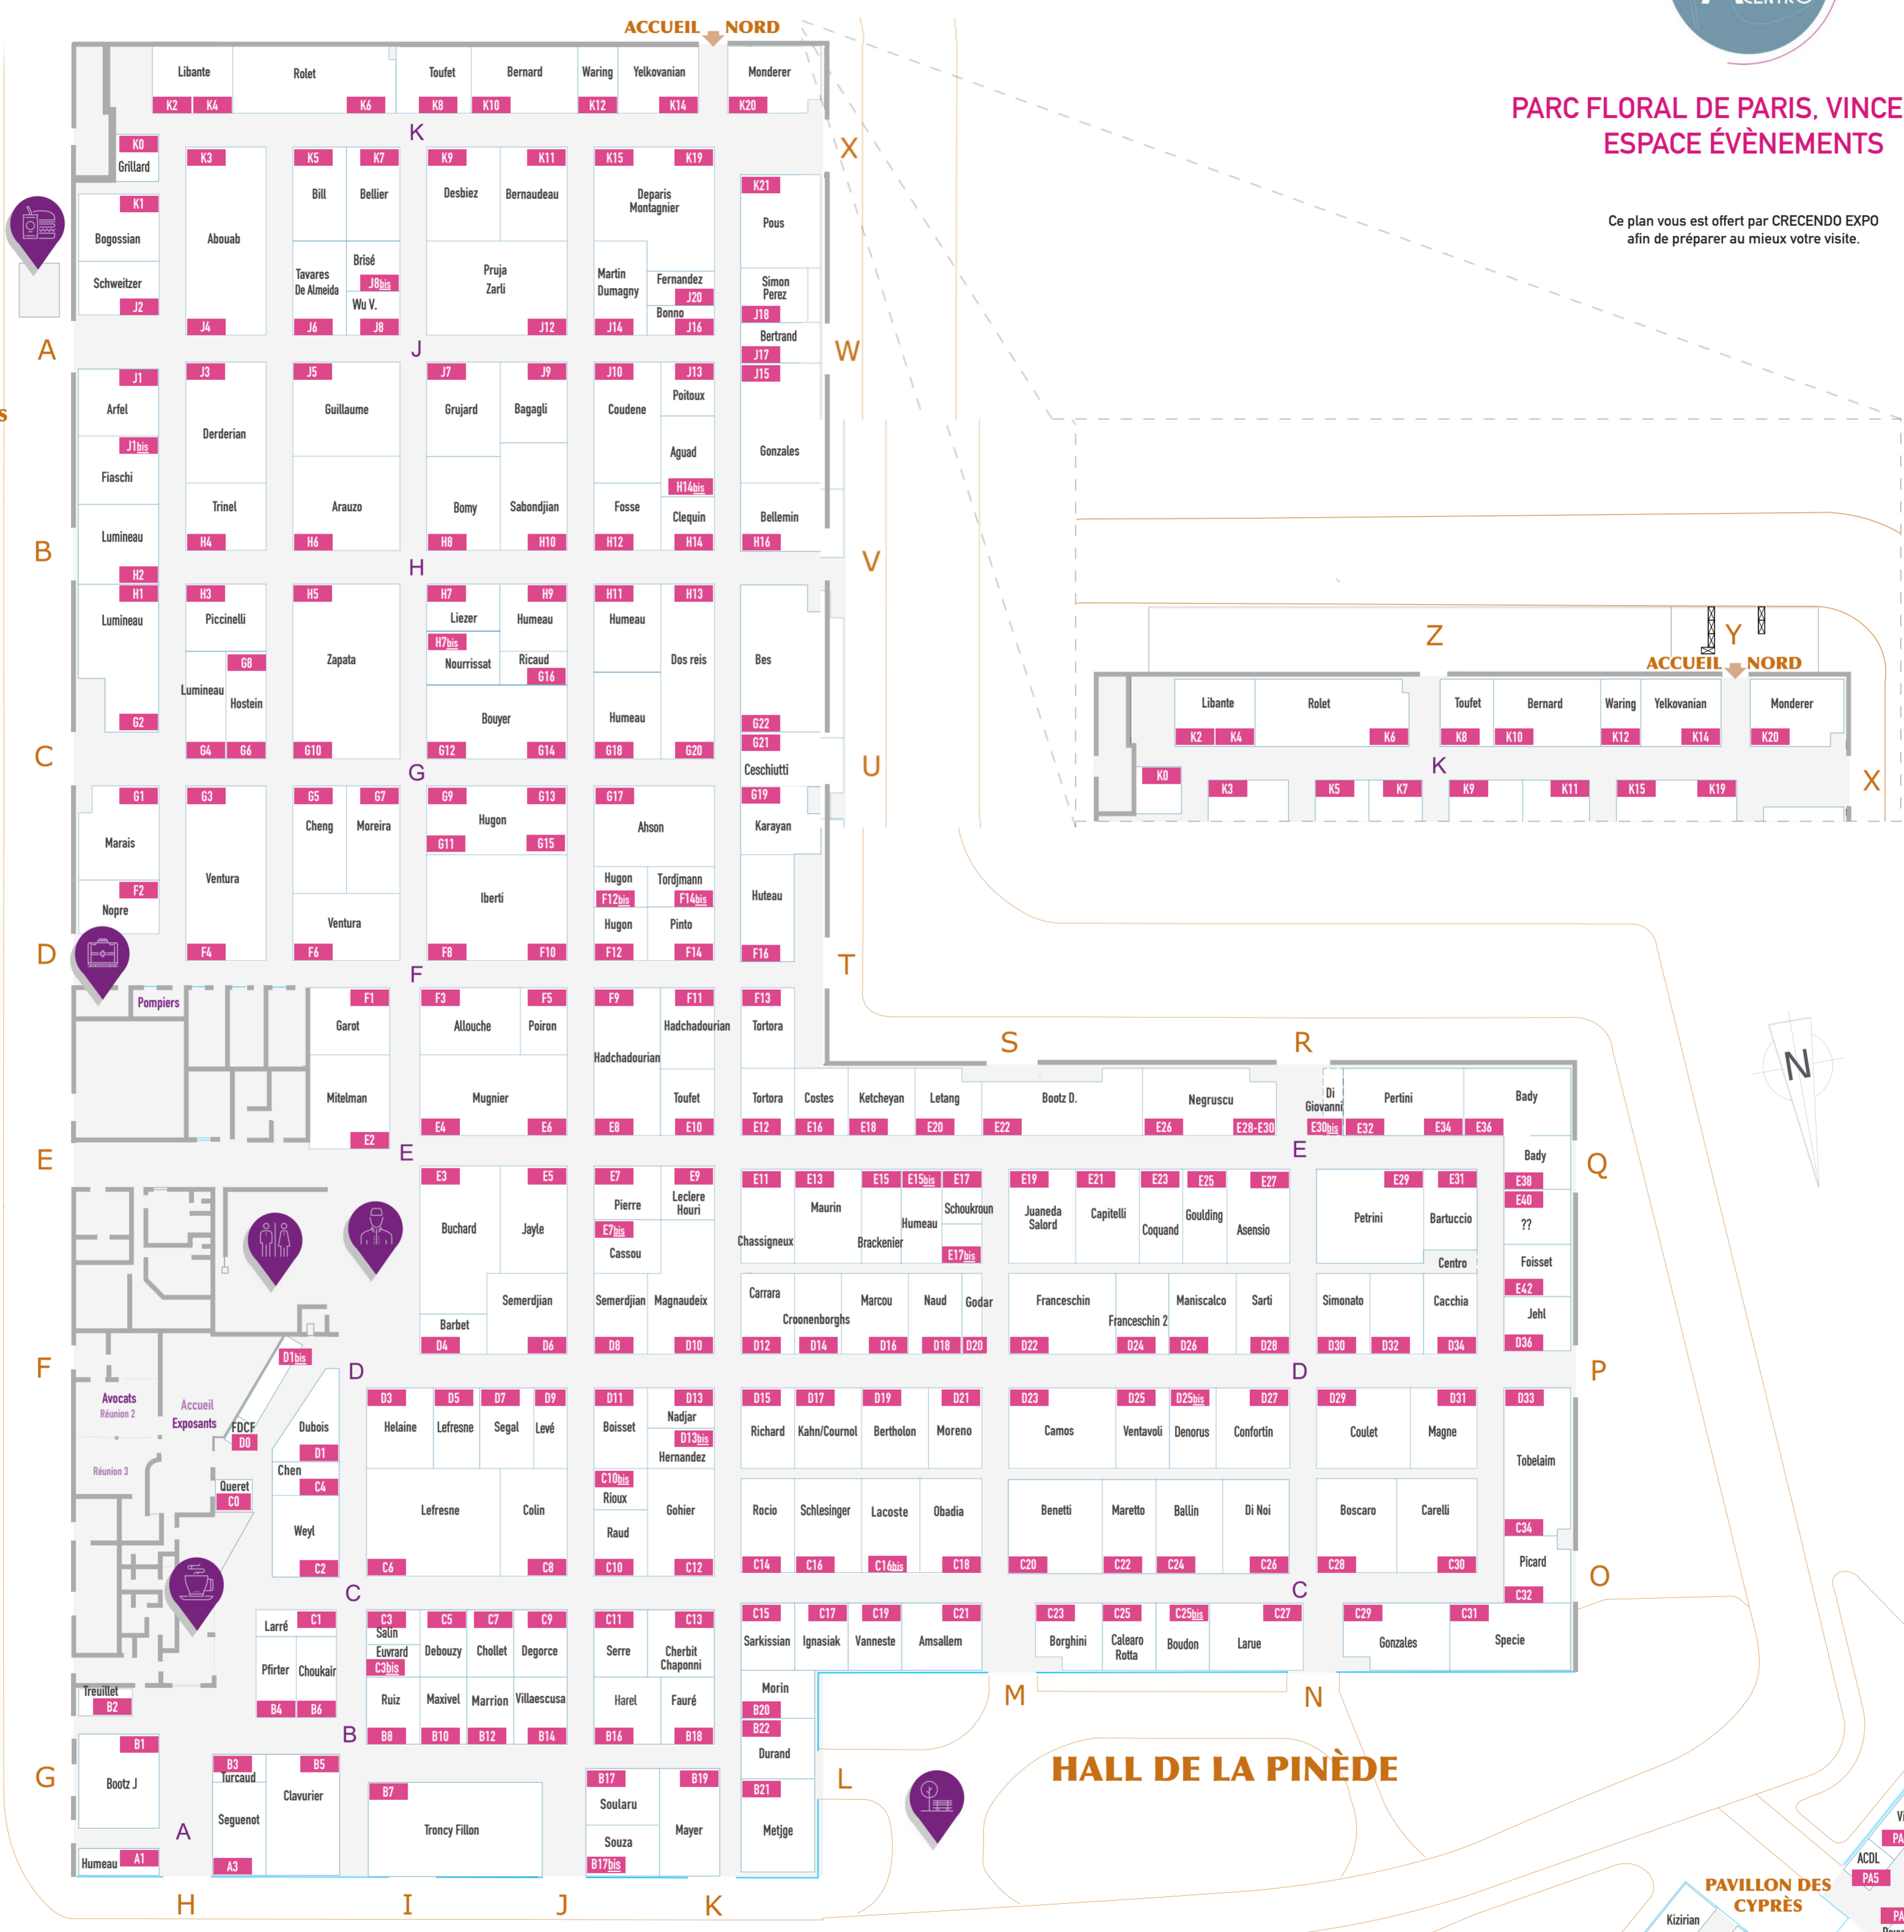 CENTRO
ACCUEIL NORD
PARC FLORAL DE PARIS, VINCE
ESPACE ÉVÈNEMENTS
Ce plan vous est offert par CRECENDO EXPO
afin de préparer au mieux votre visite.
Libante Rolet Toufet Bernard Waring Yelkovanian Monderer
K2 K4 K6 K8 K10 K12 K14 K20
K
X
K0
Grillard
K3 K5 K7 K9 K11 K15 K19
K21
K1
Bogossian
Abouab
Bill Bellier Desbiez Bernaudeau
Deparis
Montagnier
Pous
Schweitzer
J2
Tavares
De Almeida
Brisé
J8bis
Wu V.
Pruja
Zarli
Martin
Dumagny
Fernandez
J20
Bonno
Simon
Perez
J18
J4 J6 J8 J12 J14 J16
Bertrand
J17
A
J
W
J1 J3 J5 J7 J9 J10 J13 J15
s
Arfel
J1bis
Fiaschi
Derderian Guillaume Grujard Bagagli Coudene Poitoux
Aguad
H14bis
Gonzales
Lumineau
H2
Trinel Arauzo Bomy Sabondjian Fosse Clequin Bellemin
H4 H6 H8 H10 H12 H14 H16
B
H
V
H1 H3 H5 H7 H9 H11 H13
Lumineau Piccinelli
Liezer Humeau Humeau
H7bis
G8
Zapata
Nourrissat
Ricaud
G16
Dos reis Bes
Lumineau Hostein
Bouyer Humeau
G2 G4 G6 G10 G12 G14 G18 G20 G22
G21
Ceschiutti
C
G
U
G1 G3 G5 G7 G9 G13 G17 G19
Marais
Cheng Moreira Hugon
G11 G15
Ahson Karayan
F2
Nopre
Ventura
Ventura
Iberti
Hugon
F12bis
Tordjmann
F14bis
Hugon Pinto
Huteau
F4 F6 F8 F10 F12 F14 F16
D
F
T
Pompiers
F1 F3 F5 F9 F11 F13
Garot Allouche Poiron
Hadchadourian
Hadchadourian Tortora
Mitelman
E2
Mugnier
Toufet
E4 E6 E8 E10
S R
Tortora Costes Ketcheyan Letang Bootz D. Negruscu
Di
Giovanni
Pertini Bady
E12 E16 E18 E20 E22 E26 E28-E30 E30bis E32 E34 E36
E
E
E
Q
E3 E5 E7 E9 E11 E13 E15 E15bis E17 E19 E21 E23 E25 E27 E29 E31
Bady
E38
E40
??
Buchard Jayle
Pierre
E7bis
Cassou
Leclere
Houri
Chassigneux
Maurin
Brackenier
Humeau
Schoukroun
E17bis
Juaneda
Salord
Capitelli Coquand Goulding Asensio
Petrini Bartuccio
Centro
Foisset
E42
Barbet
Semerdjian
Semerdjian Magnaudeix
Carrara
Croonenborghs
Marcou Naud Godar
Franceschin
Franceschin 2
Maniscalco Sarti Simonato Cacchia
Jehl
D4 D6 D8 D10 D12 D14 D16 D18 D20 D22 D24 D26 D28 D30 D32 D34 D36
F
D1bis
D
D
P
Avocats
Réunion 2
Accueil
Exposants
FDCF
D0
Réunion 3
Queret
C0
Dubois
D1
Chen
C4
Weyl
C2
D3 D5 D7 D9 D11 D13 D15 D17 D19 D21 D23 D25 D25bis D27 D29 D31 D33
Helaine Lefresne Segal Levé Boisset
Nadjar
D13bis
Hernandez
Richard Kahn/Cournol Bertholon Moreno Camos Ventavoli Denorus Confortin Coulet Magne
Tobelaim
C34
Lefresne Colin
C10bis
Rioux
Raud
Gohier
Rocio Schlesinger Lacoste Obadia Benetti Maretto Ballin Di Noi Boscaro Carelli
Picard
C32
C6 C8 C10 C12 C14 C16 C16bis C18 C20 C22 C24 C26 C28 C30
C
C
O
C1 C3 C5 C7 C9 C11 C13 C15 C17 C19 C21 C23 C25 C25bis C27 C29 C31
Larré
Pfirter Choukair
B4 B6
Salin
Euvrard
C3bis
Debouzy Chollet Degorce Serre
Cherbit
Chaponni
Sarkissian Ignasiak Vanneste Amsallem Borghini
Calearo
Rotta
Boudon Larue Gonzales Specie
Treuillet
B2
Ruiz Maxivel Marrion Villaescusa Harel Fauré
B8 B10 B12 B14 B16 B18
Morin
B20
B22
Durand
B21
Metjge
M N
B
G
L
B1
Bootz J
B3
Turcaud
Seguenot
A3
B5
Clavurier
B7
Troncy Fillon
B17
Soularu
Souza
B17bis
B19
Mayer
A
Humeau A1
HALL DE LA PINÈDE
H I J K
Z Y
ACCUEIL NORD
Libante Rolet Toufet Bernard Waring Yelkovanian Monderer
K2 K4 K6 K8 K10 K12 K14 K20
K
K0 K3 K5 K7 K9 K11 K15 K19
X
N
PAVILLON DES
CYPRÈS
Kizirian
Vi
PA
ACDL
PA5
PA